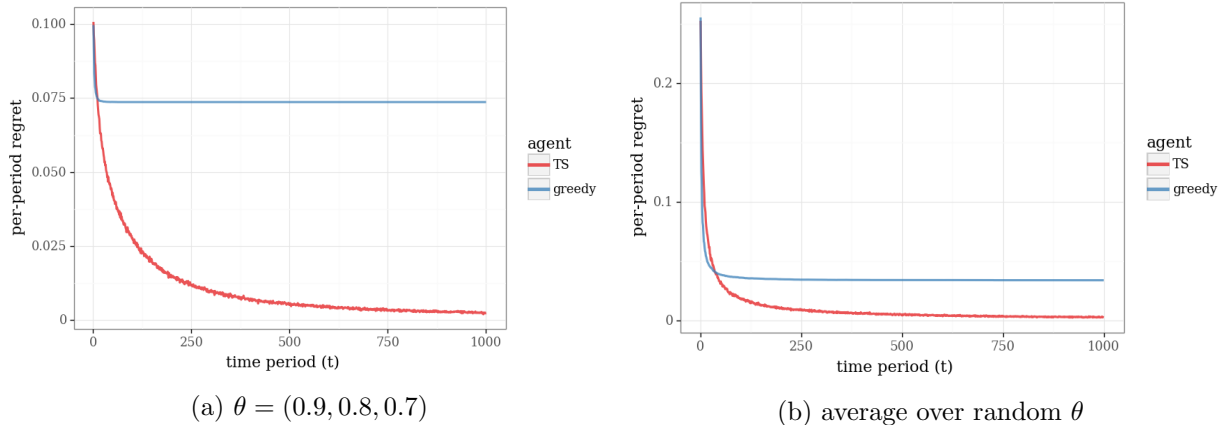 0.100
0.075
0.050
0.025
0
per-period regret
0 250 500 750 1000
time period (t)
agent
TS
greedy
(a) θ = (0.9, 0.8, 0.7)
0.2
0.1
0
per-period regret
0 250 500 750 1000
time period (t)
agent
TS
greedy
(b) average over random θ